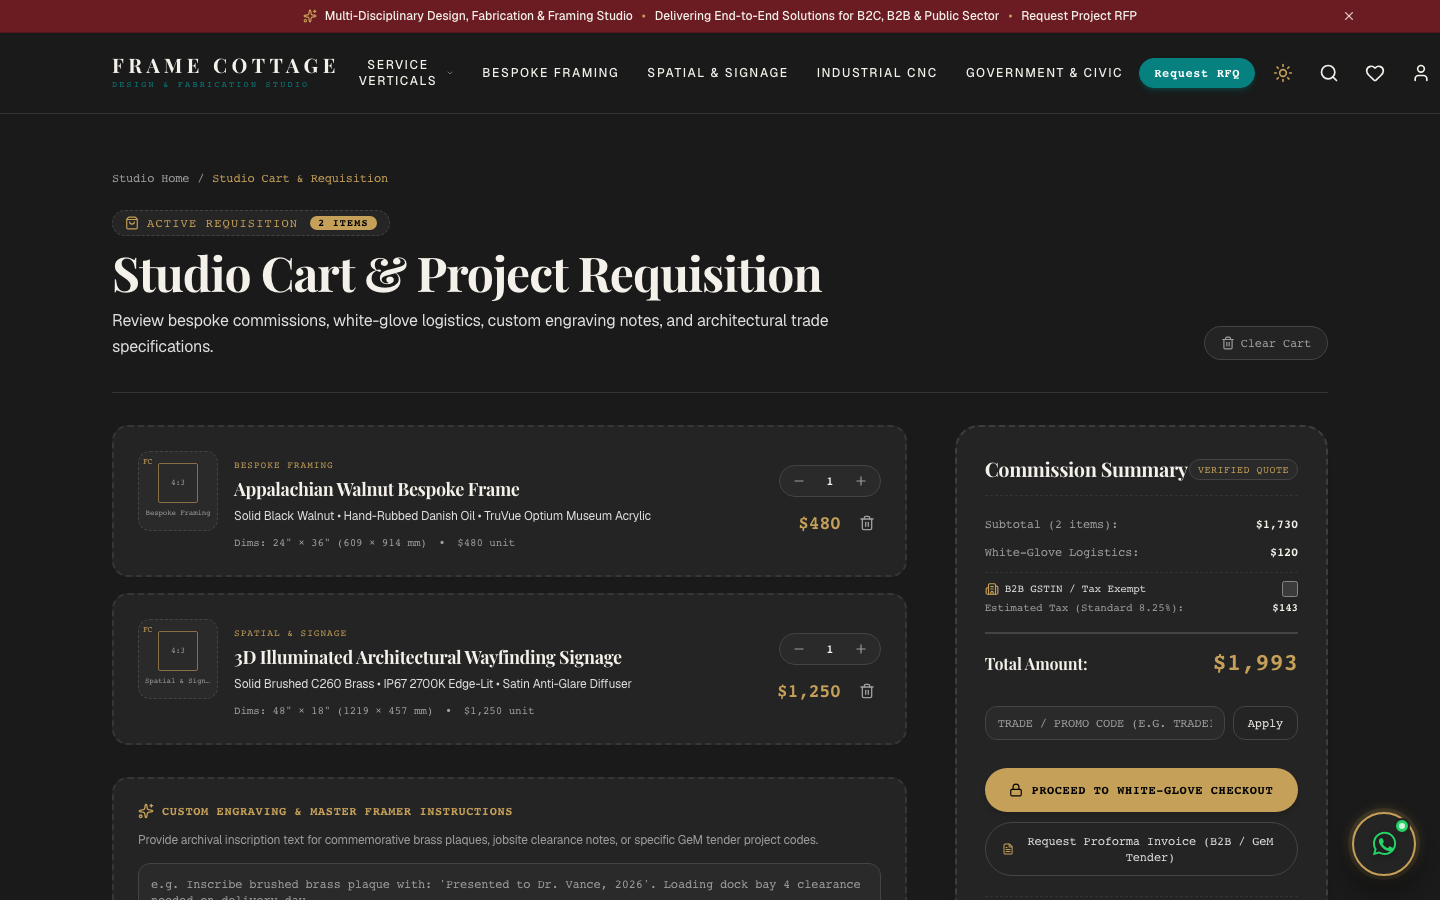 Multi-Disciplinary Design, Fabrication & Framing Studio • Delivering End-to-End Solutions for B2C, B2B & Public Sector • Request Project RFP
FRAME COTTAGE
DESIGN & FABRICATION STUDIO
SERVICE VERTICALS
BESPOKE FRAMING
SPATIAL & SIGNAGE
INDUSTRIAL CNC
GOVERNMENT & CIVIC
Request RFQ
Studio Home / Studio Cart & Requisition
ACTIVE REQUISITION 2 ITEMS
Studio Cart & Project Requisition
Review bespoke commissions, white-glove logistics, custom engraving notes, and architectural trade
specifications.
Clear Cart
FC
4:3
Bespoke Framing
BESPOKE FRAMING
Appalachian Walnut Bespoke Frame
Solid Black Walnut • Hand-Rubbed Danish Oil • TruVue Optium Museum Acrylic
Dims: 24" × 36" (609 × 914 mm) • $480 unit
1
$480
FC
4:3
Spatial & Sign…
SPATIAL & SIGNAGE
3D Illuminated Architectural Wayfinding Signage
Solid Brushed C260 Brass • IP67 2700K Edge-Lit • Satin Anti-Glare Diffuser
Dims: 48" × 18" (1219 × 457 mm) • $1,250 unit
1
$1,250
CUSTOM ENGRAVING & MASTER FRAMER INSTRUCTIONS
Provide archival inscription text for commemorative brass plaques, jobsite clearance notes, or specific GeM tender project codes.
e.g. Inscribe brushed brass plaque with: 'Presented to Dr. Vance, 2026'. Loading dock bay 4 clearance
needed on delivery day
Commission Summary
VERIFIED QUOTE
Subtotal (2 items): $1,730
White-Glove Logistics: $120
B2B GSTIN / Tax Exempt
Estimated Tax (Standard 8.25%): $143
Total Amount: $1,993
TRADE / PROMO CODE (E.G. TRADE
Apply
PROCEED TO WHITE-GLOVE CHECKOUT
Request Proforma Invoice (B2B / GeM
Tender)